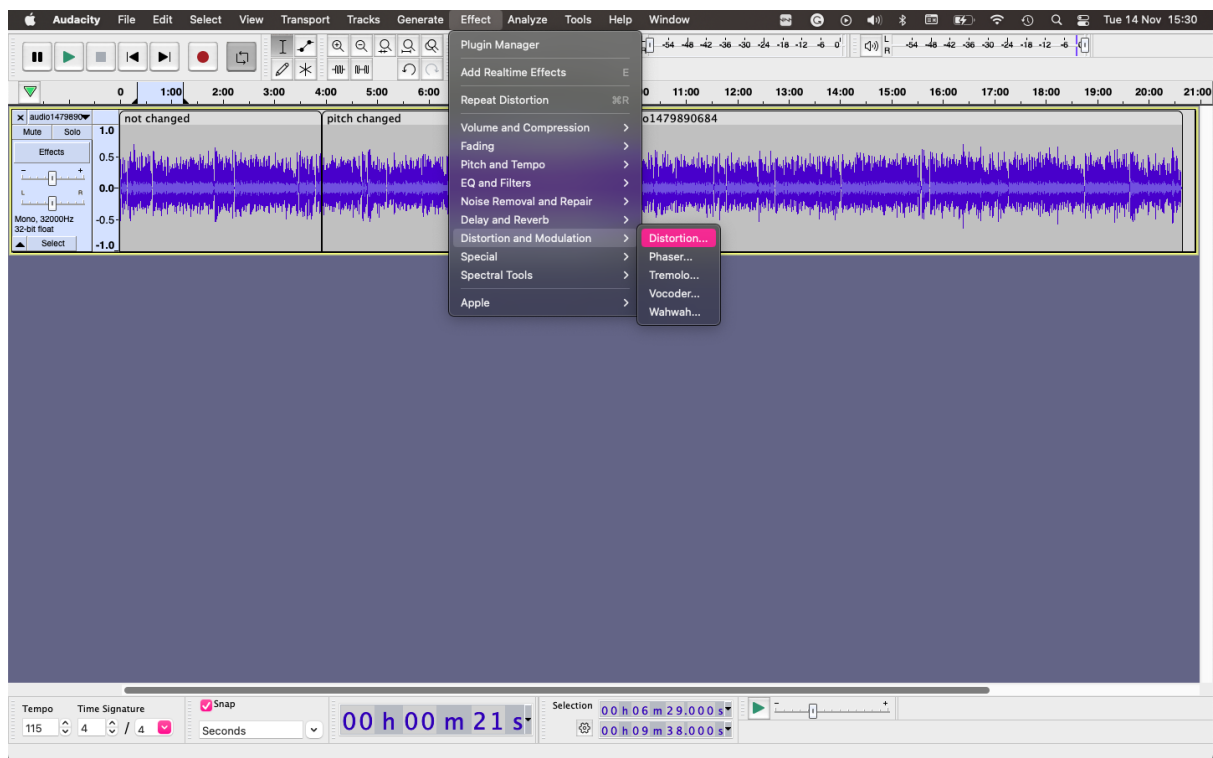 Audacity File Edit Select View Transport Tracks Generate Effect Analyze Tools Help Window Tue 14 Nov 15:30
-54 -48 -42 -36 -30 -24 -18 -12 -6 0 L R -54 -48 -42 -36 -30 -24 -18 -12 -6
0 1:00 2:00 3:00 4:00 5:00 6:00 0 11:00 12:00 13:00 14:00 15:00 16:00 17:00 18:00 19:00 20:00 21:00
Plugin Manager
Add Realtime Effects E
Repeat Distortion ⌘R
Volume and Compression
Fading
Pitch and Tempo
EQ and Filters
Noise Removal and Repair
Delay and Reverb
Distortion and Modulation
Special
Spectral Tools
Apple
Distortion...
Phaser...
Tremolo...
Vocoder...
Wahwah...
audio1479890
Mute Solo
Effects
- +
L R
Mono, 32000Hz
32-bit float
Select
1.0
0.5
0.0
-0.5
-1.0
not changed
pitch changed
o1479890684
Tempo
115
Time Signature
4 / 4
Snap
Seconds
00 h 00 m 21 s
Selection
00 h 06 m 29.000 s
00 h 09 m 38.000 s
- +